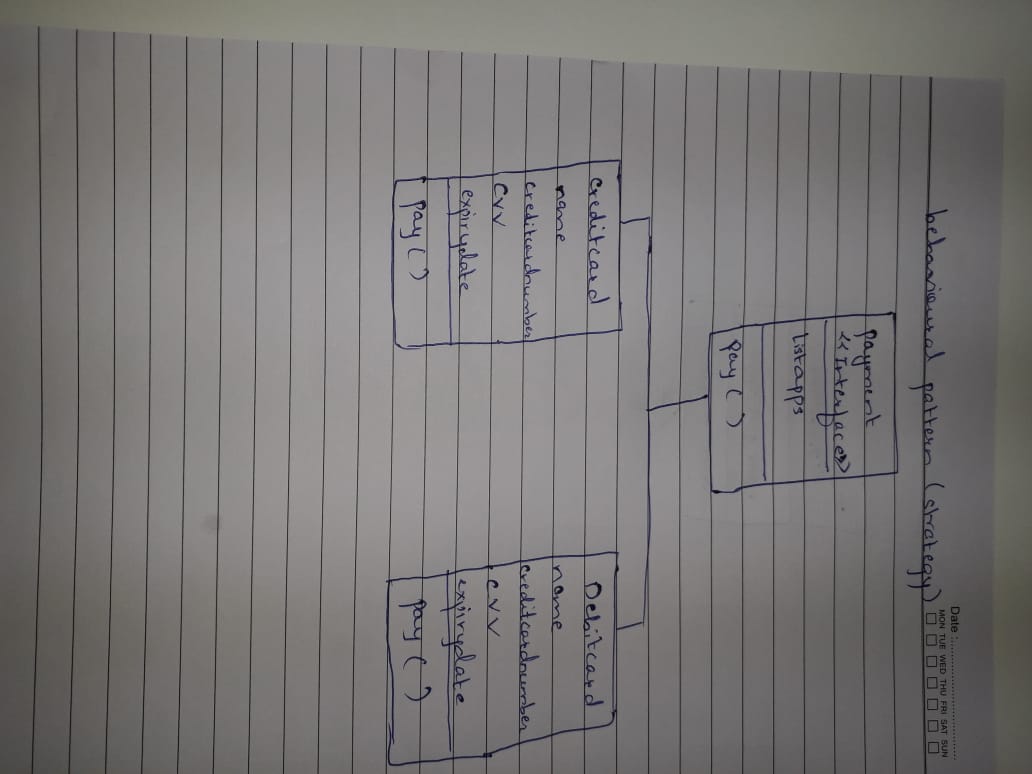 Date :
MON TUE WED THU FRI SAT SUN
behavioural pattern (strategy)
payment
<<Interface>>
Listapps
pay ( )
creditcard
name
creditcardnumber
cvv
expirydate
pay ( )
Debitcard
name
creditcardnumber
cvv
expirydate
pay ( )